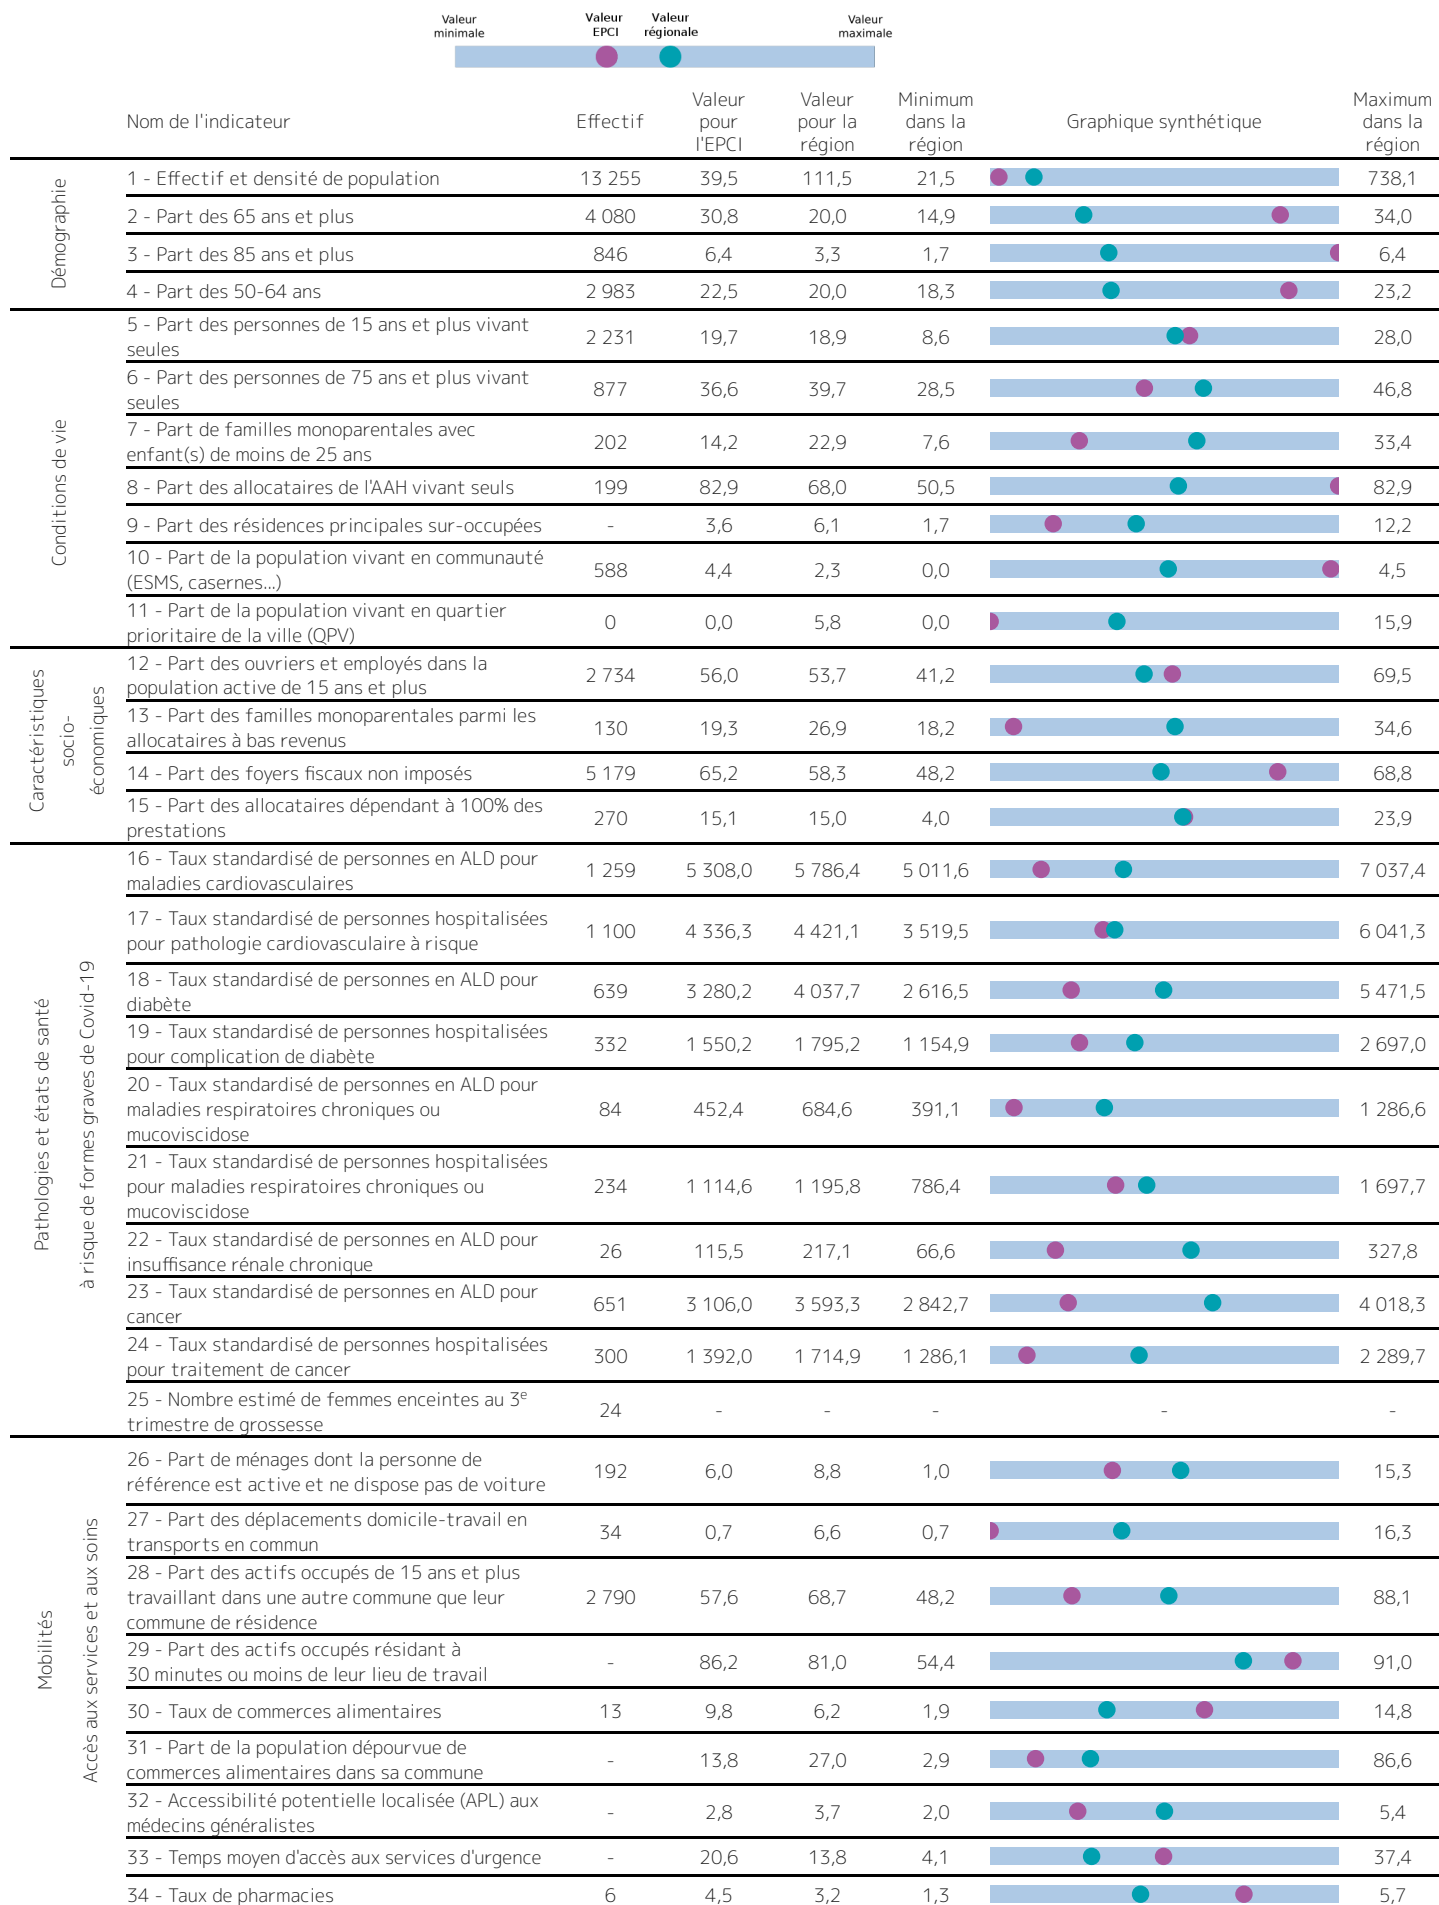 Valeur
minimale
Valeur
EPCI
Valeur
régionale
Valeur
maximale
Nom de l'indicateur Effectif Valeur pour l'EPCI Valeur pour la région Minimum dans la région Graphique synthétique Maximum dans la région
Démographie
1 - Effectif et densité de population 13 255 39,5 111,5 21,5 738,1
2 - Part des 65 ans et plus 4 080 30,8 20,0 14,9 34,0
3 - Part des 85 ans et plus 846 6,4 3,3 1,7 6,4
4 - Part des 50-64 ans 2 983 22,5 20,0 18,3 23,2
Conditions de vie
5 - Part des personnes de 15 ans et plus vivant
seules 2 231 19,7 18,9 8,6 28,0
6 - Part des personnes de 75 ans et plus vivant
seules 877 36,6 39,7 28,5 46,8
7 - Part de familles monoparentales avec
enfant(s) de moins de 25 ans 202 14,2 22,9 7,6 33,4
8 - Part des allocataires de l'AAH vivant seuls 199 82,9 68,0 50,5 82,9
9 - Part des résidences principales sur-occupées - 3,6 6,1 1,7 12,2
10 - Part de la population vivant en communauté
(ESMS, casernes...) 588 4,4 2,3 0,0 4,5
11 - Part de la population vivant en quartier
prioritaire de la ville (QPV) 0 0,0 5,8 0,0 15,9
Caractéristiques
socio-
économiques
12 - Part des ouvriers et employés dans la
population active de 15 ans et plus 2 734 56,0 53,7 41,2 69,5
13 - Part des familles monoparentales parmi les
allocataires à bas revenus 130 19,3 26,9 18,2 34,6
14 - Part des foyers fiscaux non imposés 5 179 65,2 58,3 48,2 68,8
15 - Part des allocataires dépendant à 100% des
prestations 270 15,1 15,0 4,0 23,9
Pathologies et états de santé
à risque de formes graves de Covid-19
16 - Taux standardisé de personnes en ALD pour
maladies cardiovasculaires 1 259 5 308,0 5 786,4 5 011,6 7 037,4
17 - Taux standardisé de personnes hospitalisées
pour pathologie cardiovasculaire à risque 1 100 4 336,3 4 421,1 3 519,5 6 041,3
18 - Taux standardisé de personnes en ALD pour
diabète 639 3 280,2 4 037,7 2 616,5 5 471,5
19 - Taux standardisé de personnes hospitalisées
pour complication de diabète 332 1 550,2 1 795,2 1 154,9 2 697,0
20 - Taux standardisé de personnes en ALD pour
maladies respiratoires chroniques ou
mucoviscidose 84 452,4 684,6 391,1 1 286,6
21 - Taux standardisé de personnes hospitalisées
pour maladies respiratoires chroniques ou
mucoviscidose 234 1 114,6 1 195,8 786,4 1 697,7
22 - Taux standardisé de personnes en ALD pour
insuffisance rénale chronique 26 115,5 217,1 66,6 327,8
23 - Taux standardisé de personnes en ALD pour
cancer 651 3 106,0 3 593,3 2 842,7 4 018,3
24 - Taux standardisé de personnes hospitalisées
pour traitement de cancer 300 1 392,0 1 714,9 1 286,1 2 289,7
25 - Nombre estimé de femmes enceintes au 3e
trimestre de grossesse 24 - - - - -
Mobilités
Accès aux services et aux soins
26 - Part de ménages dont la personne de
référence est active et ne dispose pas de voiture 192 6,0 8,8 1,0 15,3
27 - Part des déplacements domicile-travail en
transports en commun 34 0,7 6,6 0,7 16,3
28 - Part des actifs occupés de 15 ans et plus
travaillant dans une autre commune que leur
commune de résidence 2 790 57,6 68,7 48,2 88,1
29 - Part des actifs occupés résidant à
30 minutes ou moins de leur lieu de travail - 86,2 81,0 54,4 91,0
30 - Taux de commerces alimentaires 13 9,8 6,2 1,9 14,8
31 - Part de la population dépourvue de
commerces alimentaires dans sa commune - 13,8 27,0 2,9 86,6
32 - Accessibilité potentielle localisée (APL) aux
médecins généralistes - 2,8 3,7 2,0 5,4
33 - Temps moyen d'accès aux services d'urgence - 20,6 13,8 4,1 37,4
34 - Taux de pharmacies 6 4,5 3,2 1,3 5,7